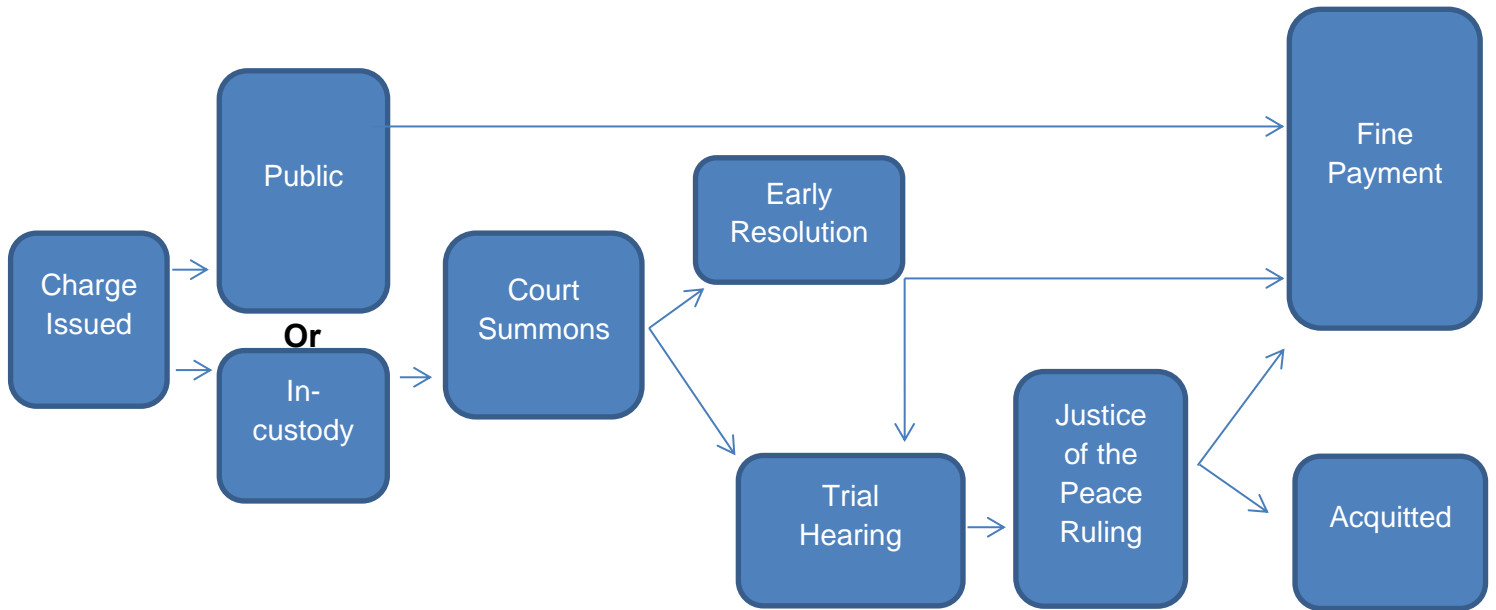 Charge
Issued
Public
Or
In-
custody
Court
Summons
Early
Resolution
Trial
Hearing
Justice
of the
Peace
Ruling
Fine
Payment
Acquitted